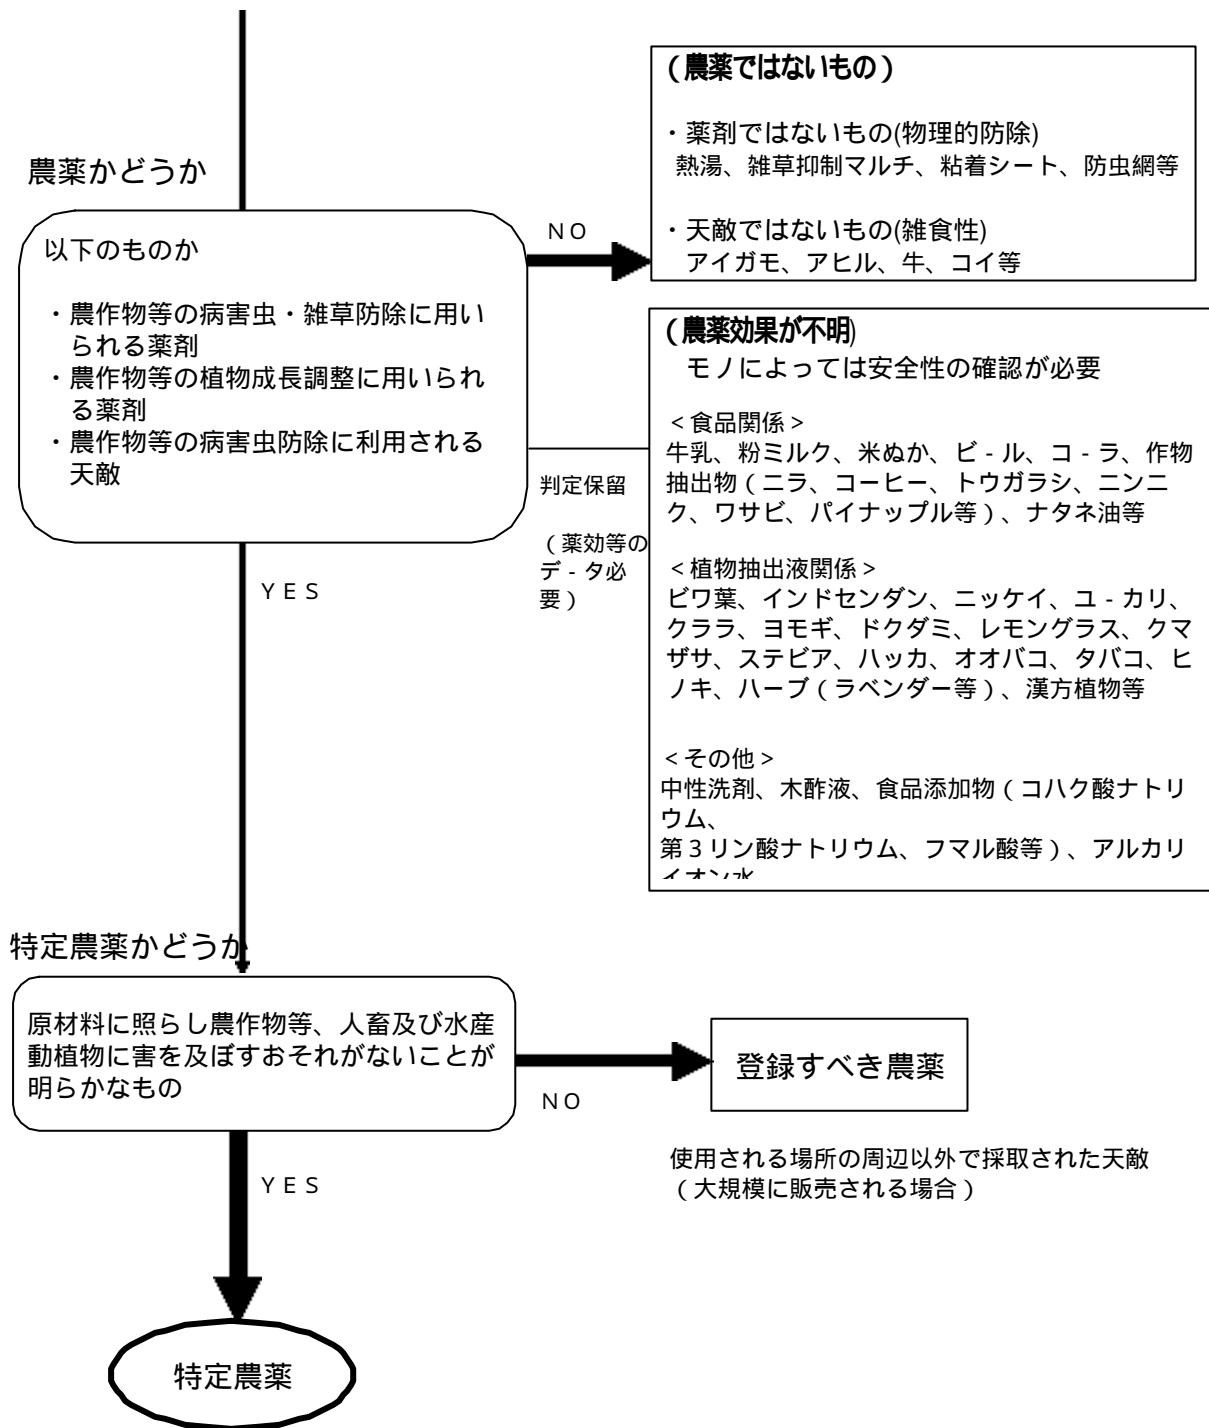 農薬かどうか
以下のものか
・農作物等の病害虫・雑草防除に用い
られる薬剤
・農作物等の植物成長調整に用いられ
る薬剤
・農作物等の病害虫防除に利用される
天敵
NO
(農薬ではないもの)
・薬剤ではないもの(物理的防除)
熱湯、雑草抑制マルチ、粘着シート、防虫網等
・天敵ではないもの(雑食性)
アイガモ、アヒル、牛、コイ等
判定保留
(薬効等の
デ-タ必
要)
(農薬効果が不明)
モノによっては安全性の確認が必要
<食品関係>
牛乳、粉ミルク、米ぬか、ビ-ル、コ-ラ、作物
抽出物(ニラ、コーヒー、トウガラシ、ニンニ
ク、ワサビ、パイナップル等)、ナタネ油等
<植物抽出液関係>
ビワ葉、インドセンダン、ニッケイ、ユ-カリ、
クララ、ヨモギ、ドクダミ、レモングラス、クマ
ザサ、ステビア、ハッカ、オオバコ、タバコ、ヒ
ノキ、ハーブ(ラベンダー等)、漢方植物等
<その他>
中性洗剤、木酢液、食品添加物(コハク酸ナトリ
ウム、
第3リン酸ナトリウム、フマル酸等)、アルカリ
イオン水
YES
特定農薬かどうか
原材料に照らし農作物等、人畜及び水産
動植物に害を及ぼすおそれがないことが
明らかなもの
NO
登録すべき農薬
使用される場所の周辺以外で採取された天敵
(大規模に販売される場合)
YES
特定農薬